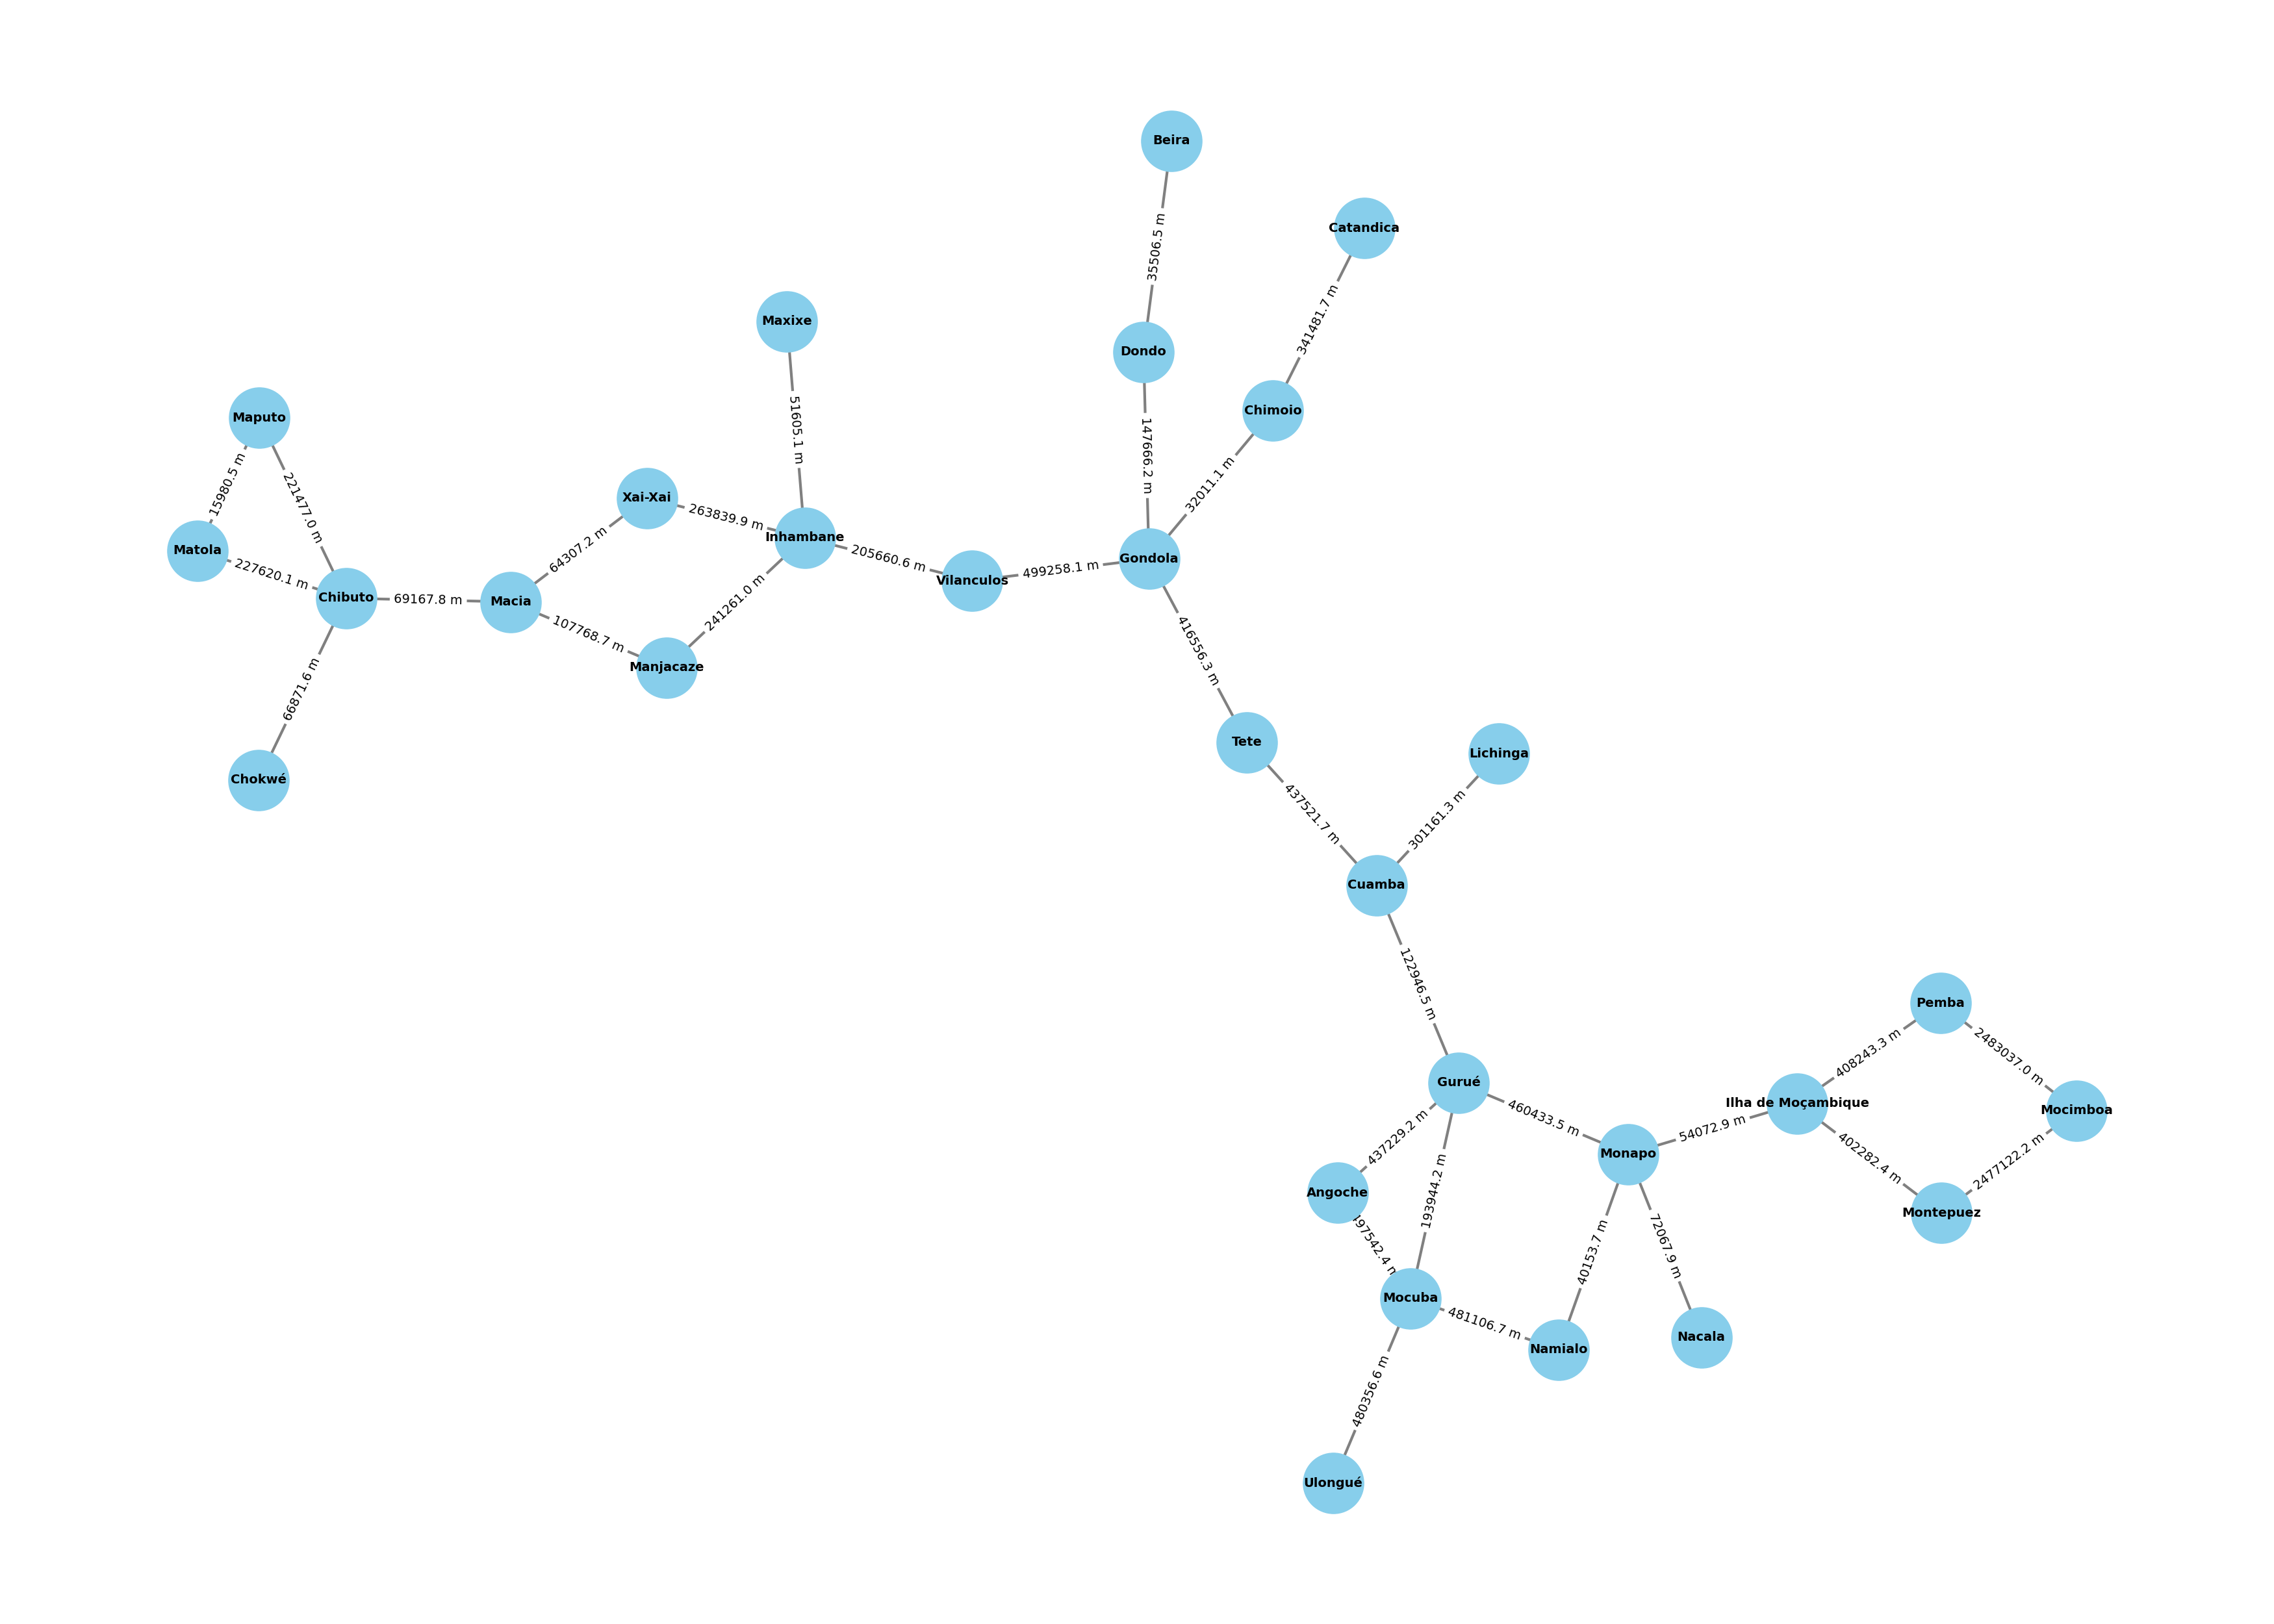 Beira
Catandica
35506.5 m
341481.7 m
Maxixe
Dondo
Chimoio
Maputo
51605.1 m
147666.2 m
15980.5 m
221477.0 m
32011.1 m
Xai-Xai
263839.9 m
Inhambane
Matola
64307.2 m
205660.6 m
Gondola
227620.1 m
499258.1 m
Vilanculos
Chibuto
69167.8 m
Macia
241261.0 m
107768.7 m
416556.3 m
Manjacaze
66871.6 m
Tete
Lichinga
Chokwé
437521.7 m
301161.3 m
Cuamba
122946.5 m
Pemba
408243.3 m
2483037.0 m
Gurué
Ilha de Moçambique
Mocimboa
460433.5 m
54072.9 m
437229.2 m
Monapo
402282.4 m
2477122.2 m
193944.2 m
Angoche
Montepuez
40153.7 m
72067.9 m
Mocuba
481106.7 m
Nacala
Namialo
480356.6 m
Ulongué